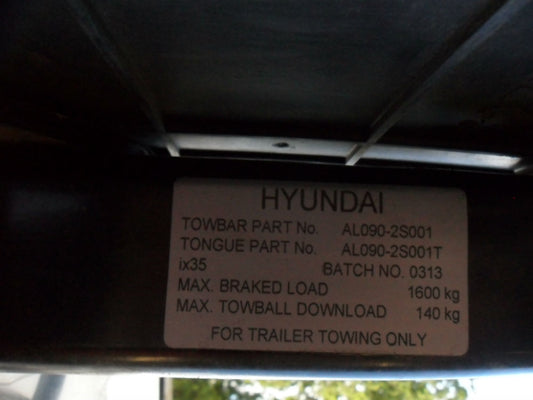 HYUNDAI
TOWBAR PART No. AL090-2S001
TONGUE PART No. AL090-2S001T
ix35 BATCH NO. 0313
MAX. BRAKED LOAD 1600 kg
MAX. TOWBALL DOWNLOAD 140 kg
FOR TRAILER TOWING ONLY